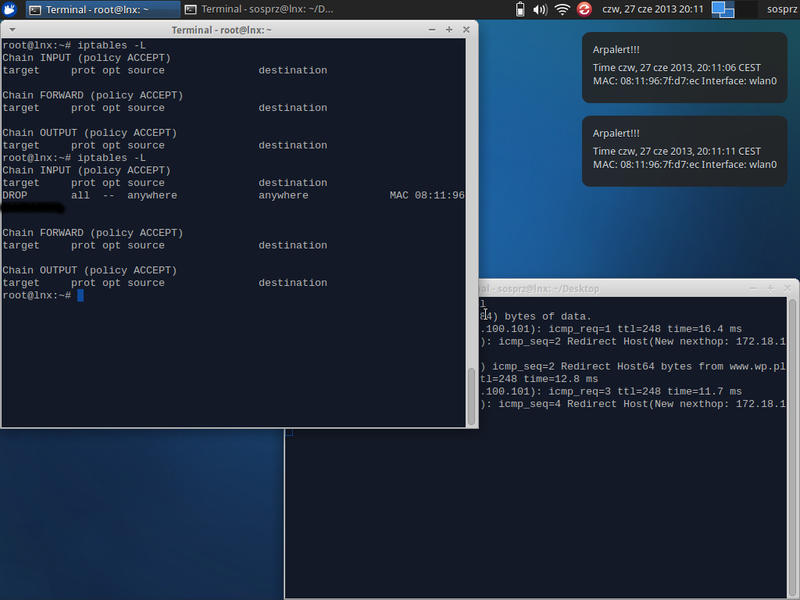 Terminal - root@lnx: ~
Terminal - sosprz@lnx: ~/D...
czw, 27 cze 2013, 20:11
sosprz
Terminal - root@lnx: ~
root@lnx:~# iptables -L
Chain INPUT (policy ACCEPT)
target     prot opt source               destination
Chain FORWARD (policy ACCEPT)
target     prot opt source               destination
Chain OUTPUT (policy ACCEPT)
target     prot opt source               destination
root@lnx:~# iptables -L
Chain INPUT (policy ACCEPT)
target     prot opt source               destination
DROP       all  --  anywhere             anywhere             MAC 08:11:96
Chain FORWARD (policy ACCEPT)
target     prot opt source               destination
Chain OUTPUT (policy ACCEPT)
target     prot opt source               destination
root@lnx:~#
Arpalert!!!
Time czw, 27 cze 2013, 20:11:06 CEST
MAC: 08:11:96:7f:d7:ec Interface: wlan0
Arpalert!!!
Time czw, 27 cze 2013, 20:11:11 CEST
MAC: 08:11:96:7f:d7:ec Interface: wlan0
al - sosprz@lnx: ~/Desktop
l
84) bytes of data.
.100.101): icmp_req=1 ttl=248 time=16.4 ms
): icmp_seq=2 Redirect Host(New nexthop: 172.18.1
) icmp_seq=2 Redirect Host64 bytes from www.wp.pl
tl=248 time=12.8 ms
.100.101): icmp_req=3 ttl=248 time=11.7 ms
): icmp_seq=4 Redirect Host(New nexthop: 172.18.1